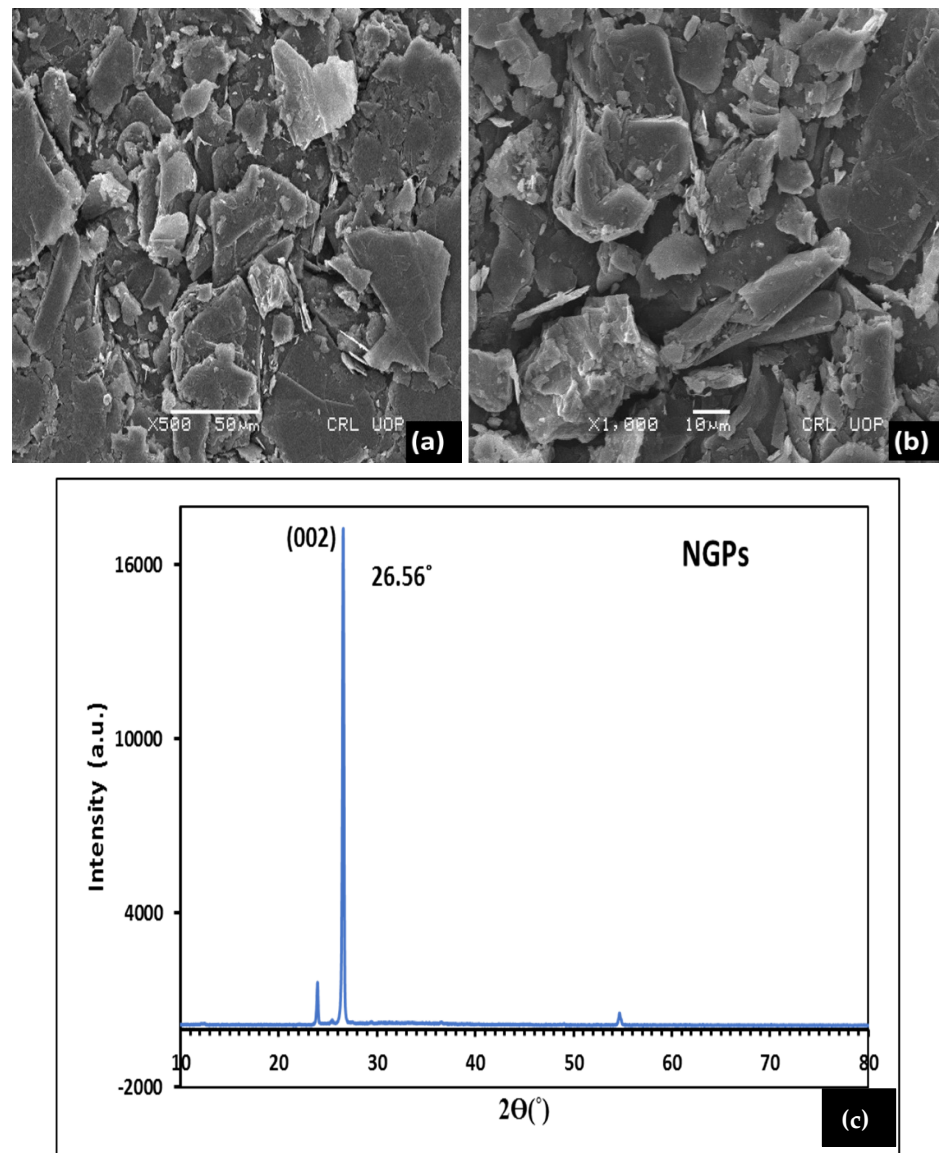 X500 50μm CRL UOP (a)
X1,000 10μm CRL UOP (b)
(002)
26.56°
NGPs
Intensity (a.u.)
16000
10000
4000
-2000
10 20 30 40 50 60 70 80
2Θ(°)
(c)